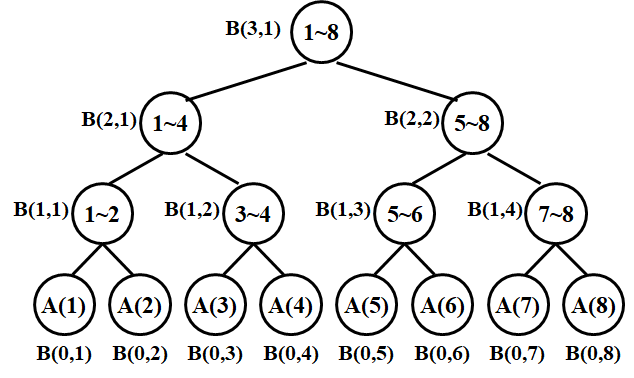 B(3,1) 1~8
B(2,1) 1~4 B(2,2) 5~8
B(1,1) 1~2 B(1,2) 3~4 B(1,3) 5~6 B(1,4) 7~8
A(1) A(2) A(3) A(4) A(5) A(6) A(7) A(8)
B(0,1) B(0,2) B(0,3) B(0,4) B(0,5) B(0,6) B(0,7) B(0,8)